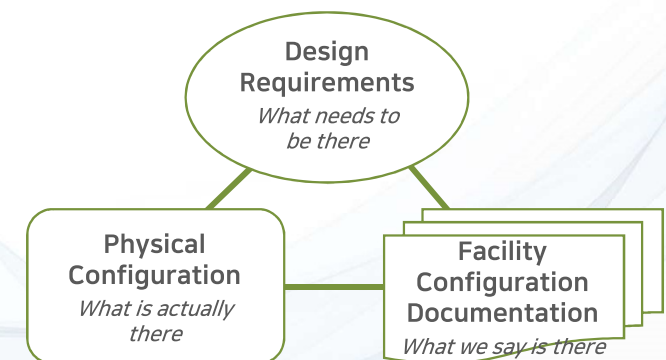 Design
Requirements
What needs to
be there
Physical
Configuration
What is actually
there
Facility
Configuration
Documentation
What we say is there